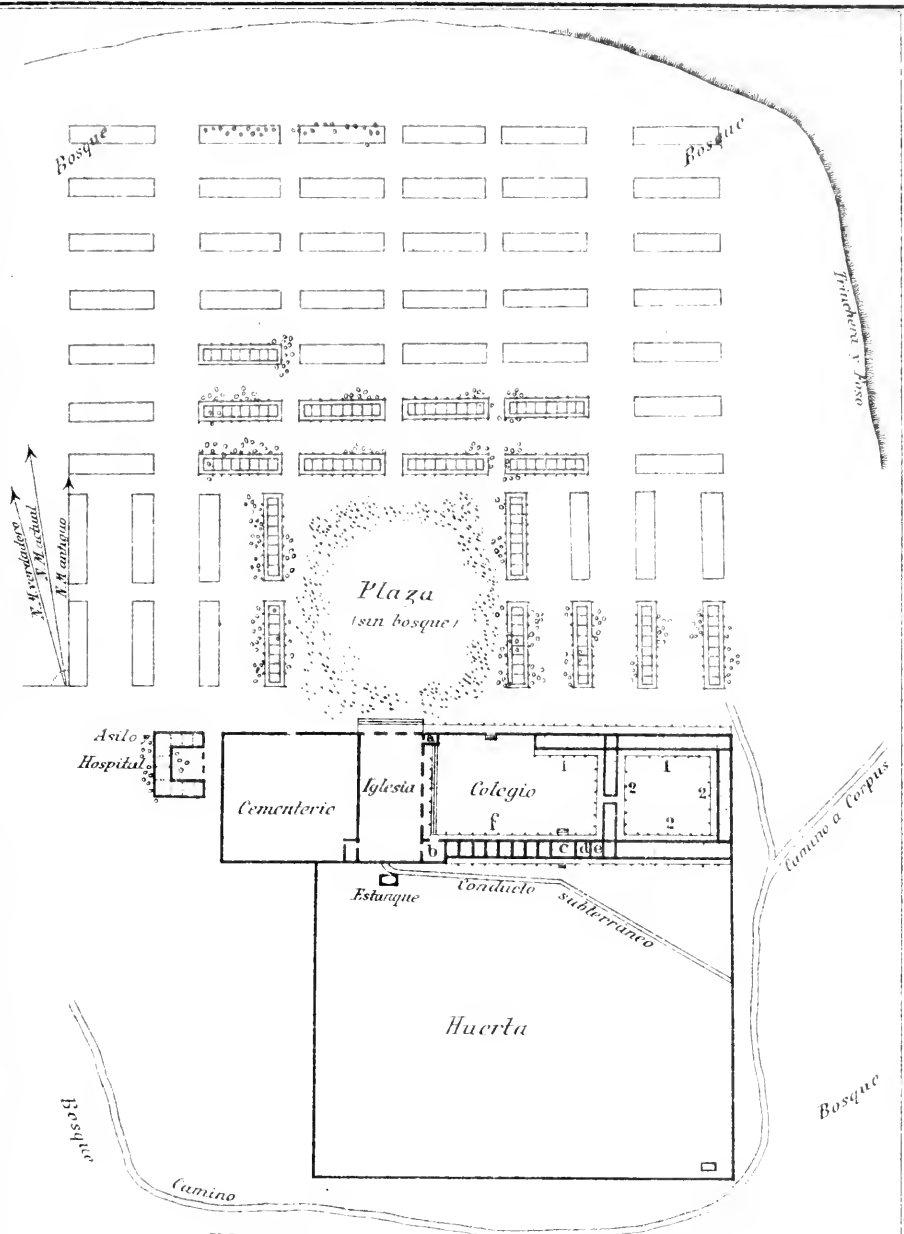 Bosque
Bosque
Trinchera y Foso
N. M verdadero
N. M actual
N. M antiguo
Plaza
(sin bosque)
Asilo y
Hospital
Cementerio
Iglesia
Colegio
a
b
c
d
e
f
1
1
2
2
2
Camino a Corpus
Estanque
Conducto
subterráneo
Huerta
Bosque
Bosque
Camino